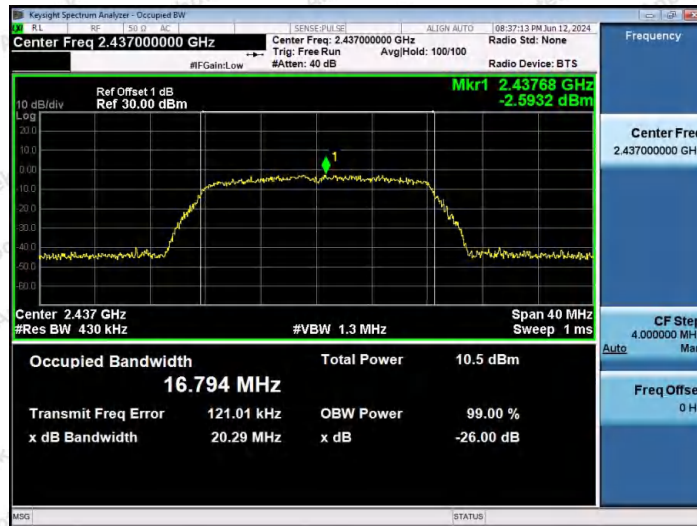 Keysight Spectrum Analyzer - Occupied BW
RL RF 50 Ω AC SENSE:PULSE ALIGN AUTO 08:37:13 PM Jun 12, 2024
Center Freq 2.437000000 GHz
Center Freq: 2.437000000 GHz
Radio Std: None
Trig: Free Run Avg|Hold: 100/100
#IFGain:Low #Atten: 40 dB Radio Device: BTS
Mkr1 2.43768 GHz
-2.5932 dBm
Ref Offset 1 dB
10 dB/div Ref 30.00 dBm
Log
20.0
10.0
0.00
-10.0
-20.0
-30.0
-40.0
-50.0
-60.0
1
Center 2.437 GHz Span 40 MHz
#Res BW 430 kHz #VBW 1.3 MHz Sweep 1 ms
Occupied Bandwidth Total Power 10.5 dBm
16.794 MHz
Transmit Freq Error 121.01 kHz OBW Power 99.00 %
x dB Bandwidth 20.29 MHz x dB -26.00 dB
MSG STATUS
Frequency
Center Fre
2.437000000 GH
CF Step
4.000000 MH
Auto Ma
Freq Offse
0 H